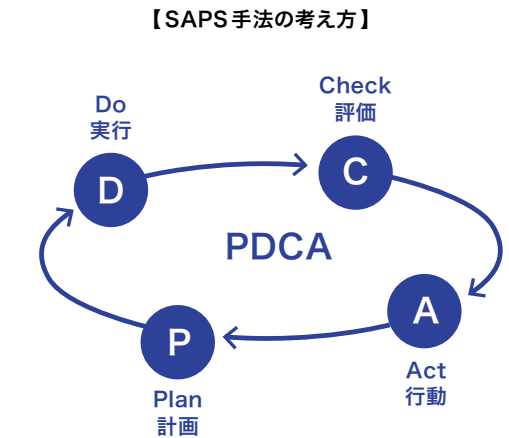 【SAPS手法の考え方】
Check
評価
Do
実行
C
D
PDCA
A
P
Act
行動
Plan
計画